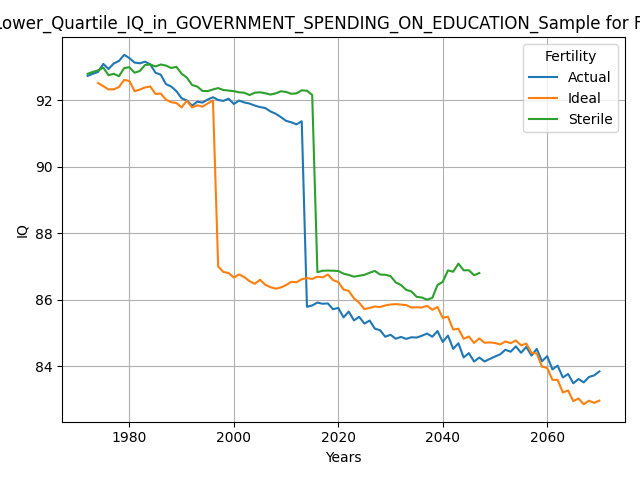 Lower_Quartile_IQ_in_GOVERNMENT_SPENDING_ON_EDUCATION_Sample for F
Fertility
Actual
Ideal
Sterile
IQ
92
90
88
86
84
1980 2000 2020 2040 2060
Years